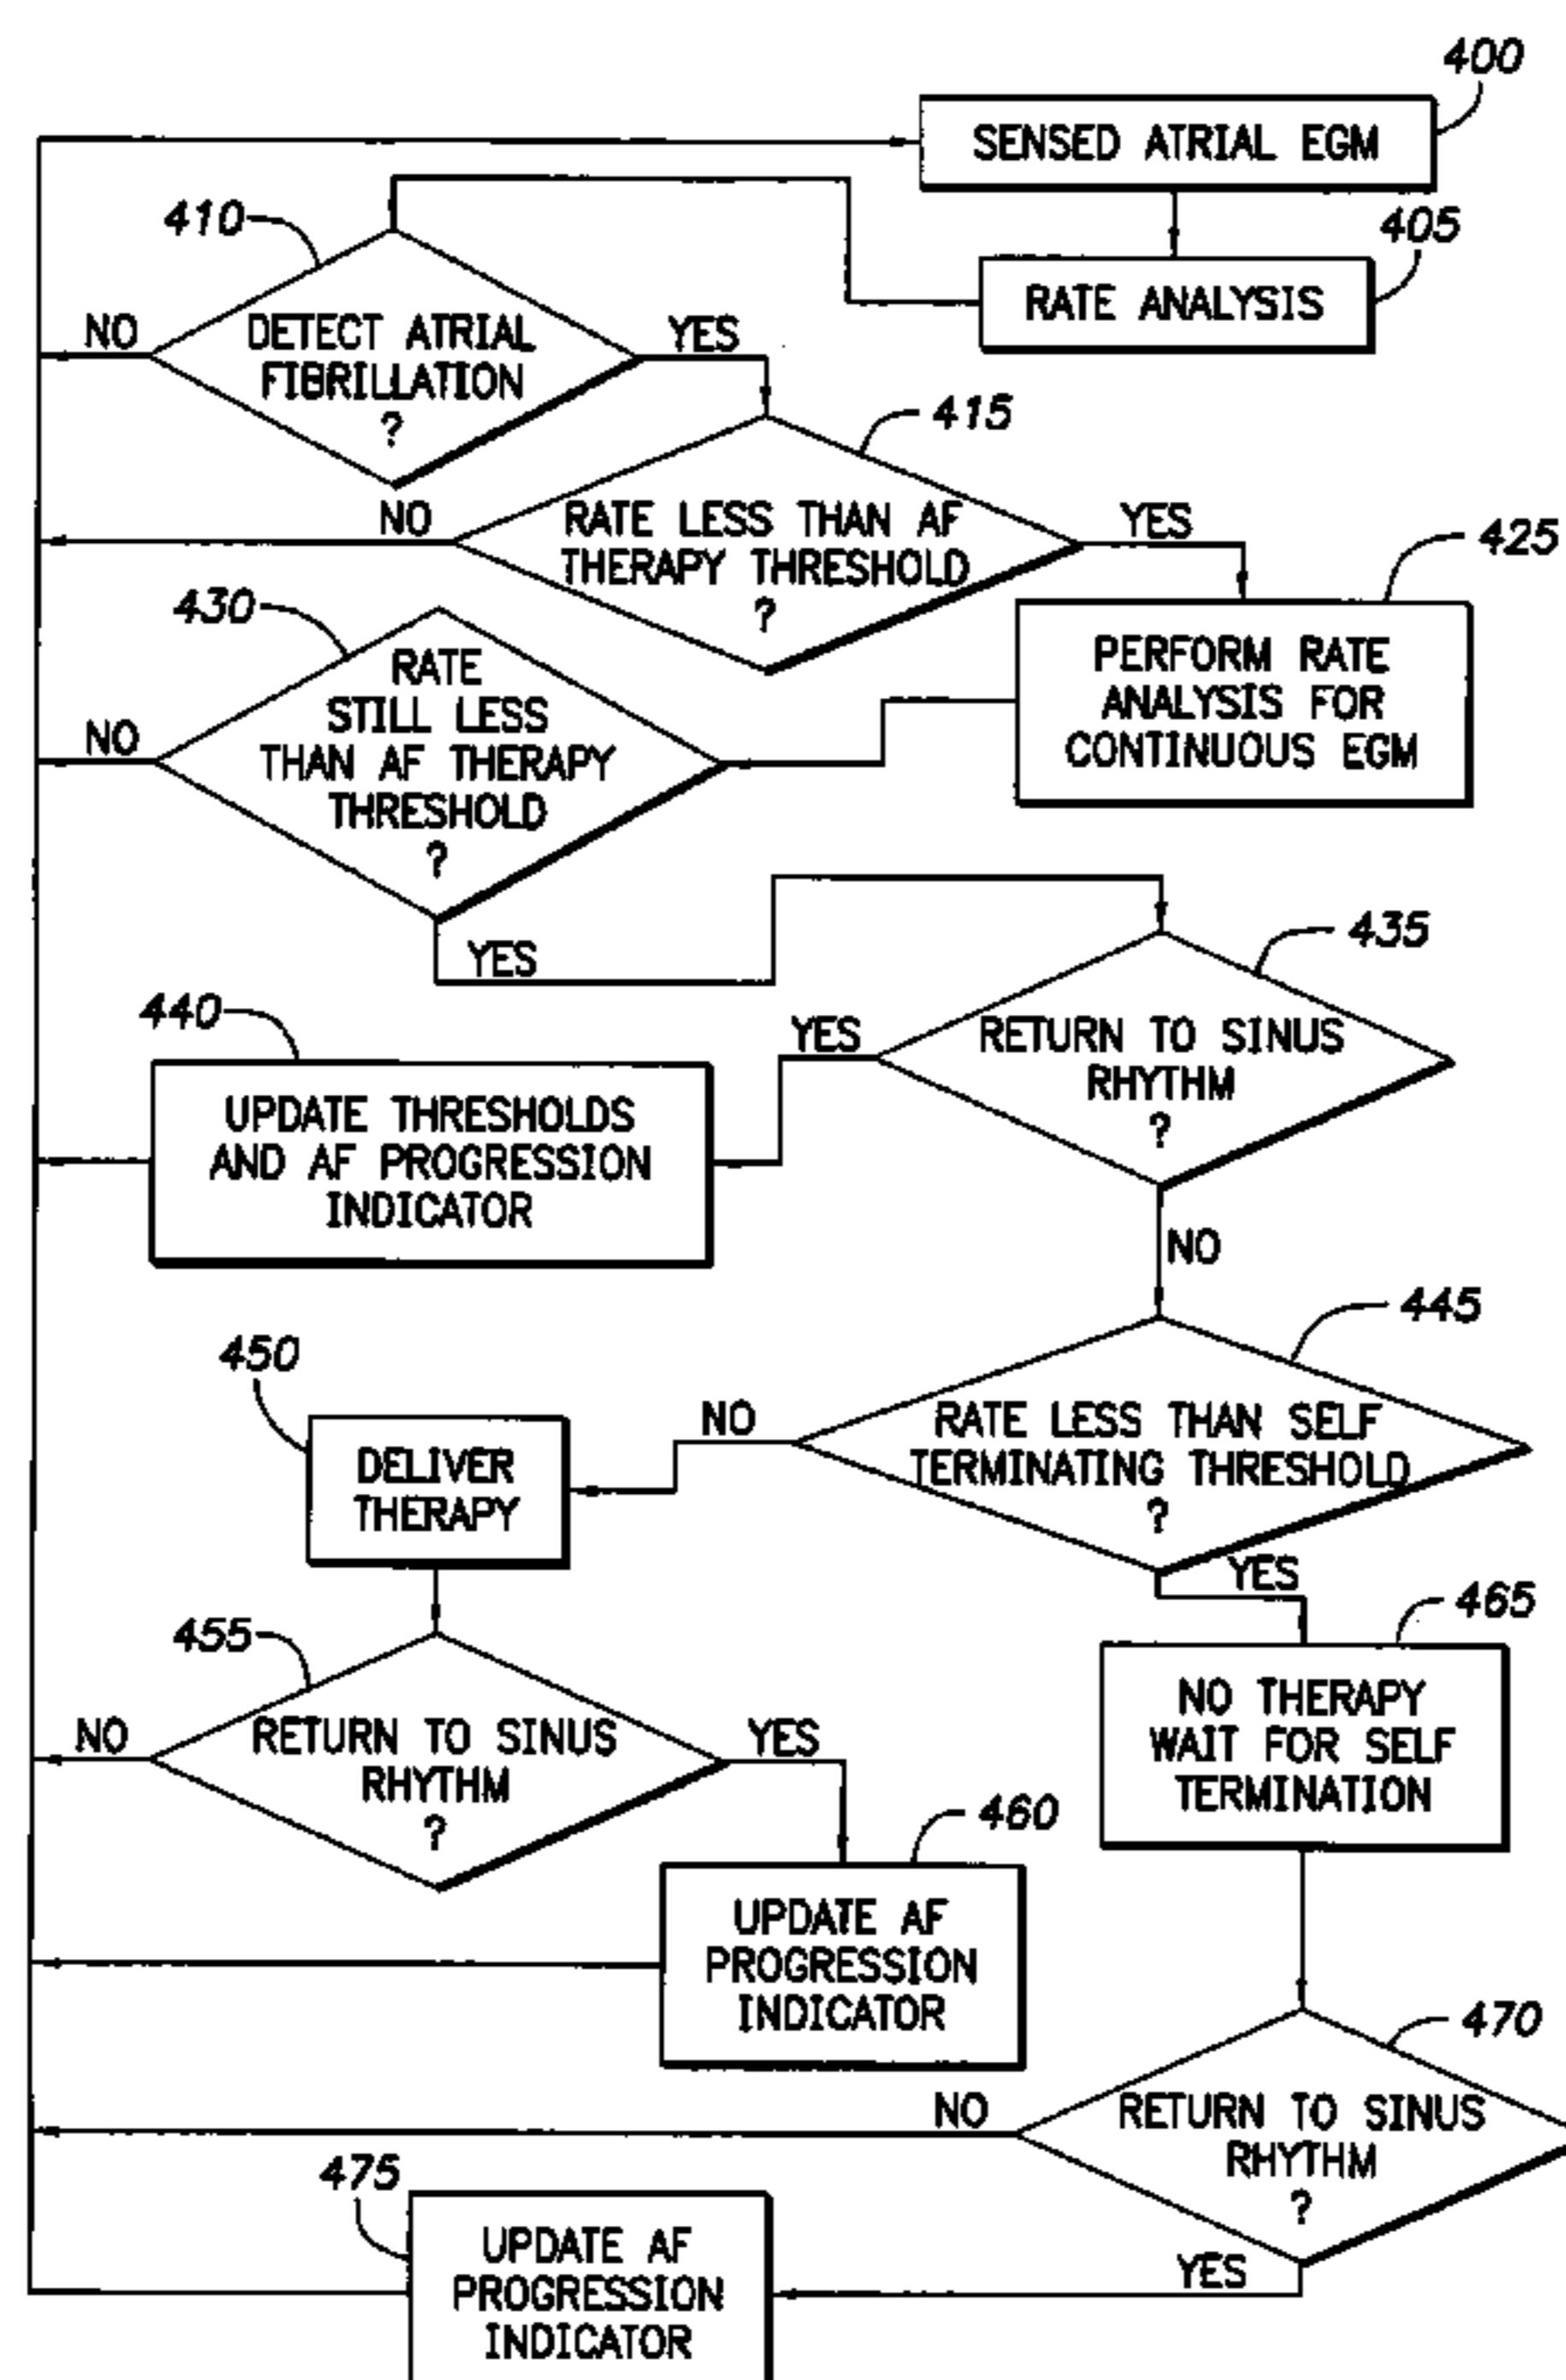 400
SENSED ATRIAL EGM
405
RATE ANALYSIS
410
DETECT ATRIAL
FIBRILLATION
?
NO
YES
415
RATE LESS THAN AF
THERAPY THRESHOLD
?
NO
YES
425
PERFORM RATE
ANALYSIS FOR
CONTINUOUS EGM
430
RATE
STILL LESS
THAN AF THERAPY
THRESHOLD
?
NO
YES
435
RETURN TO SINUS
RHYTHM
?
YES
NO
440
UPDATE THRESHOLDS
AND AF PROGRESSION
INDICATOR
445
RATE LESS THAN SELF
TERMINATING THRESHOLD
?
NO
YES
450
DELIVER
THERAPY
455
RETURN TO SINUS
RHYTHM
?
NO
YES
460
UPDATE AF
PROGRESSION
INDICATOR
465
NO THERAPY
WAIT FOR SELF
TERMINATION
470
RETURN TO SINUS
RHYTHM
?
NO
YES
475
UPDATE AF
PROGRESSION
INDICATOR